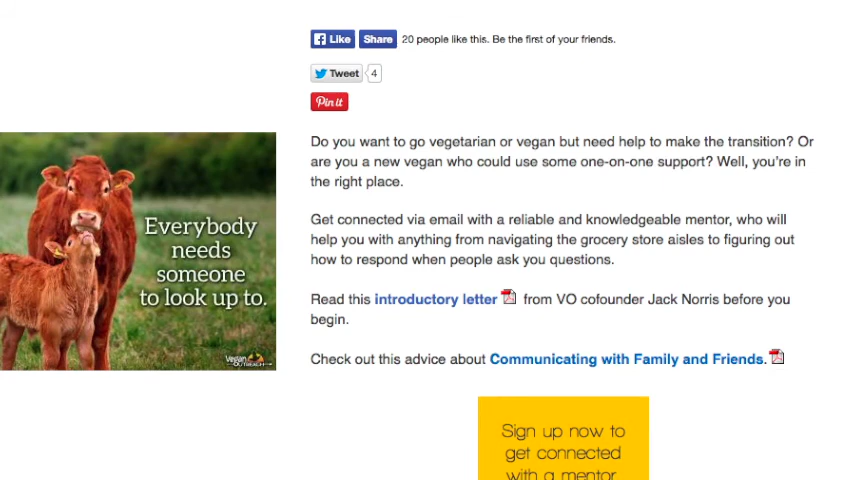 Like Share 20 people like this. Be the first of your friends.
Tweet 4
Pin it
Everybody
needs
someone
to look up to.
Vegan
OUTREACH
Do you want to go vegetarian or vegan but need help to make the transition? Or
are you a new vegan who could use some one-on-one support? Well, you're in
the right place.
Get connected via email with a reliable and knowledgeable mentor, who will
help you with anything from navigating the grocery store aisles to figuring out
how to respond when people ask you questions.
Read this introductory letter from VO cofounder Jack Norris before you
begin.
Check out this advice about Communicating with Family and Friends.
Sign up now to
get connected
with a mentor